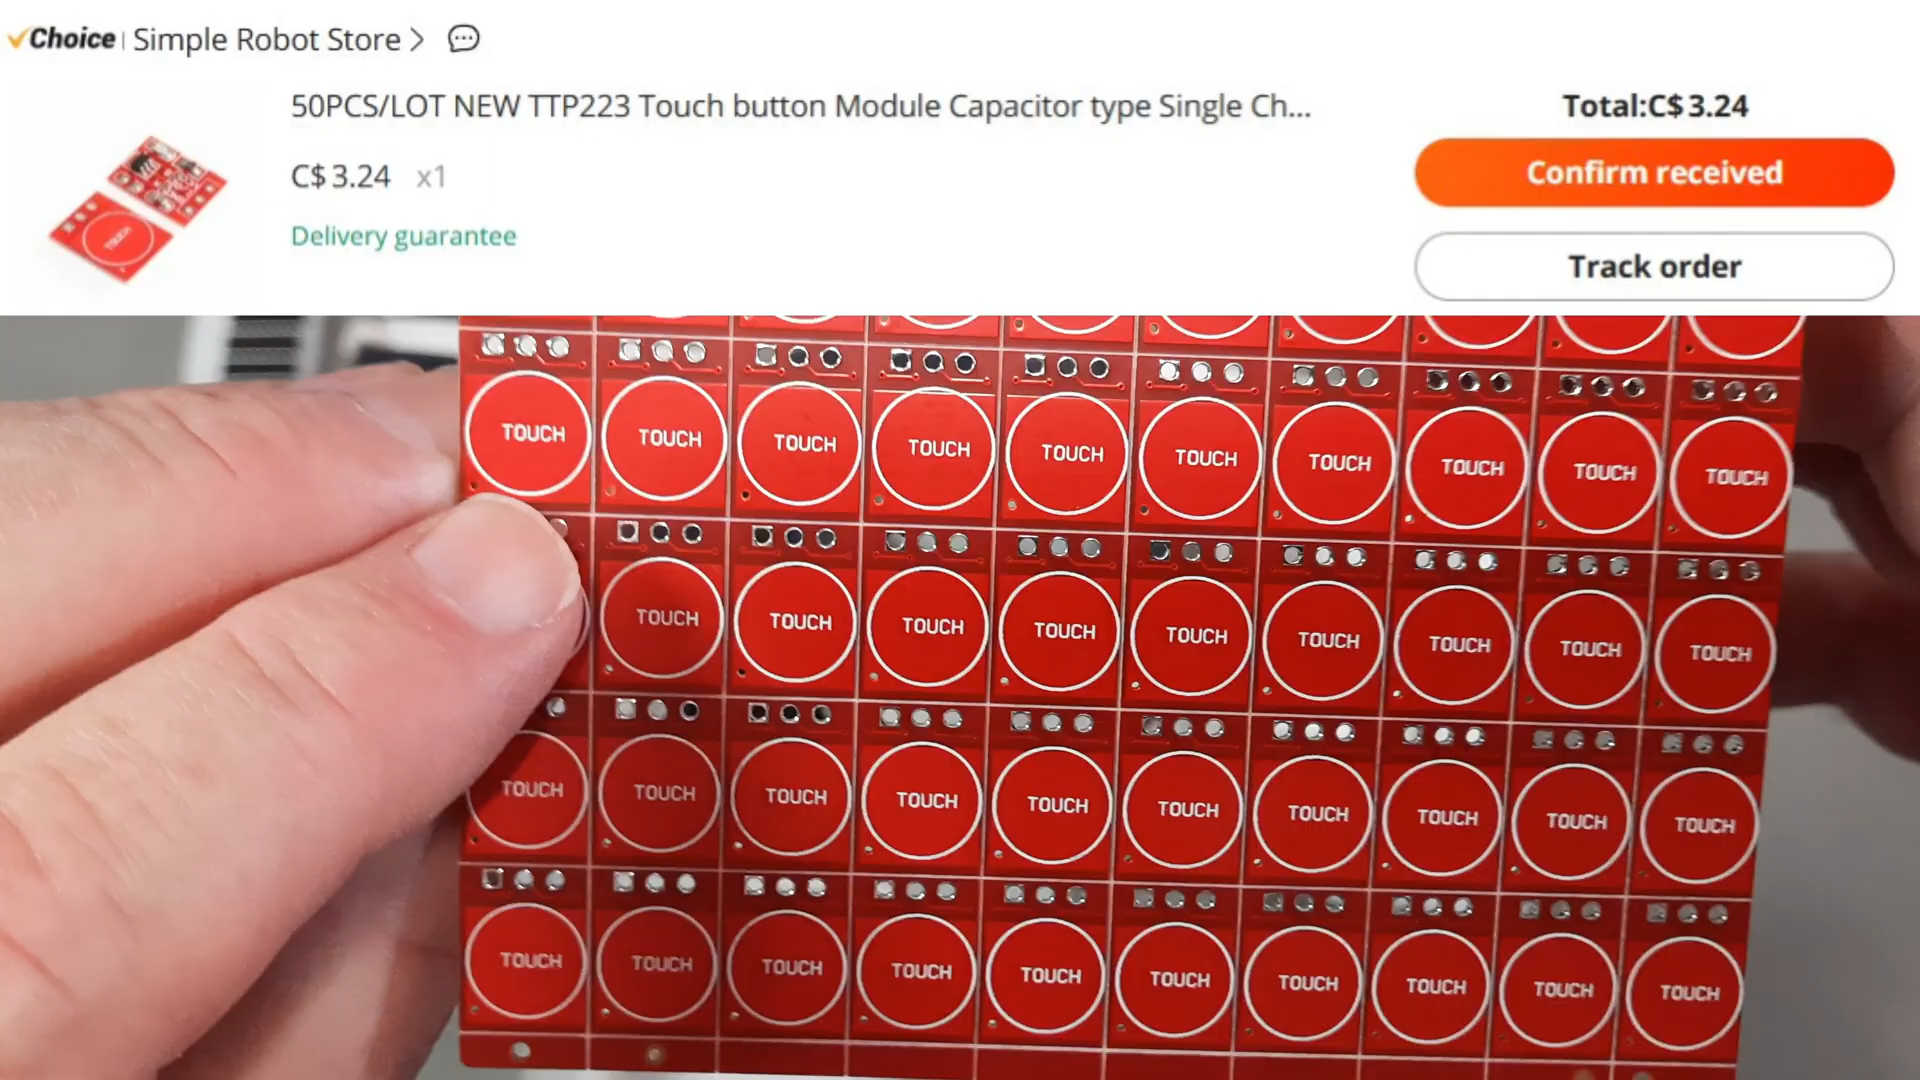 Choice | Simple Robot Store >
50PCS/LOT NEW TTP223 Touch button Module Capacitor type Single Ch...
Total:C$3.24
C$3.24 x1
Confirm received
Delivery guarantee
Track order
TOUCH
TOUCH TOUCH TOUCH TOUCH TOUCH TOUCH TOUCH TOUCH TOUCH TOUCH
TOUCH TOUCH TOUCH TOUCH TOUCH TOUCH TOUCH TOUCH TOUCH
TOUCH TOUCH TOUCH TOUCH TOUCH TOUCH TOUCH TOUCH TOUCH TOUCH
TOUCH TOUCH TOUCH TOUCH TOUCH TOUCH TOUCH TOUCH TOUCH TOUCH